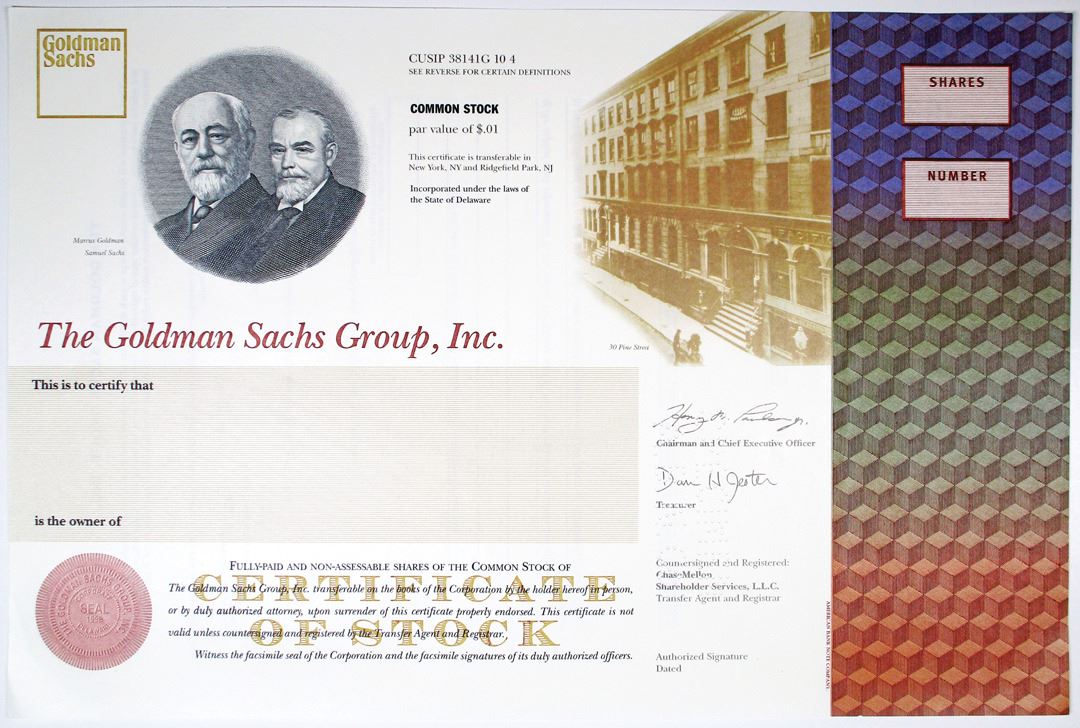 Goldman
Sachs
CUSIP 38141G 10 4
SEE REVERSE FOR CERTAIN DEFINITIONS
COMMON STOCK
par value of $.01
This certificate is transferable in
New York, NY and Ridgefield Park, NJ
Incorporated under the laws of
the State of Delaware
SHARES
NUMBER
Marcus Goldman
Samuel Sachs
The Goldman Sachs Group, Inc.
30 Pine Street
This is to certify that
is the owner of
Chairman and Chief Executive Officer
Treasurer
Countersigned and Registered:
ChaseMellon
Shareholder Services, L.L.C.
Transfer Agent and Registrar
Authorized Signature
Dated
THE GOLDMAN SACHS GROUP, INC.
CORPORATE
SEAL
1998
DELAWARE
CERTIFICATE
OF STOCK
FULLY-PAID AND NON-ASSESSABLE SHARES OF THE COMMON STOCK OF
The Goldman Sachs Group, Inc. transferable on the books of the Corporation by the holder hereof in person,
or by duly authorized attorney, upon surrender of this certificate properly endorsed. This certificate is not
valid unless countersigned and registered by the Transfer Agent and Registrar.
Witness the facsimile seal of the Corporation and the facsimile signatures of its duly authorized officers.
AMERICAN BANK NOTE COMPANY.